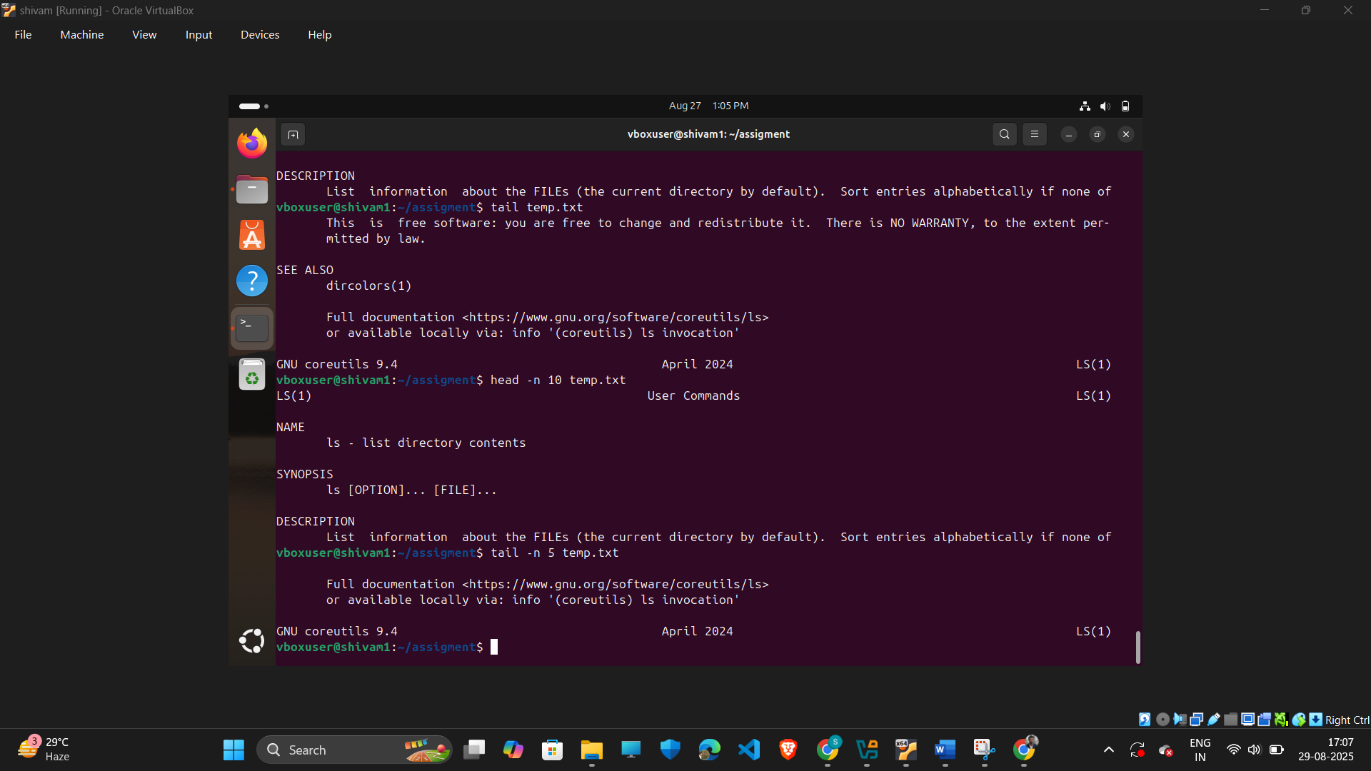 shivam [Running] - Oracle VirtualBox
File Machine View Input Devices Help
Aug 27 1:05 PM
vboxuser@shivam1: ~/assigment
DESCRIPTION
List information about the FILEs (the current directory by default). Sort entries alphabetically if none of
vboxuser@shivam1:~/assigment$ tail temp.txt
This is free software: you are free to change and redistribute it. There is NO WARRANTY, to the extent per-
mitted by law.
SEE ALSO
dircolors(1)
Full documentation <https://www.gnu.org/software/coreutils/ls>
or available locally via: info '(coreutils) ls invocation'
GNU coreutils 9.4 April 2024 LS(1)
vboxuser@shivam1:~/assigment$ head -n 10 temp.txt
LS(1) User Commands LS(1)
NAME
ls - list directory contents
SYNOPSIS
ls [OPTION]... [FILE]...
DESCRIPTION
List information about the FILEs (the current directory by default). Sort entries alphabetically if none of
vboxuser@shivam1:~/assigment$ tail -n 5 temp.txt
Full documentation <https://www.gnu.org/software/coreutils/ls>
or available locally via: info '(coreutils) ls invocation'
GNU coreutils 9.4 April 2024 LS(1)
vboxuser@shivam1:~/assigment$
Right Ctrl
3
29°C
Haze
Search
ENG
IN
17:07
29-08-2025